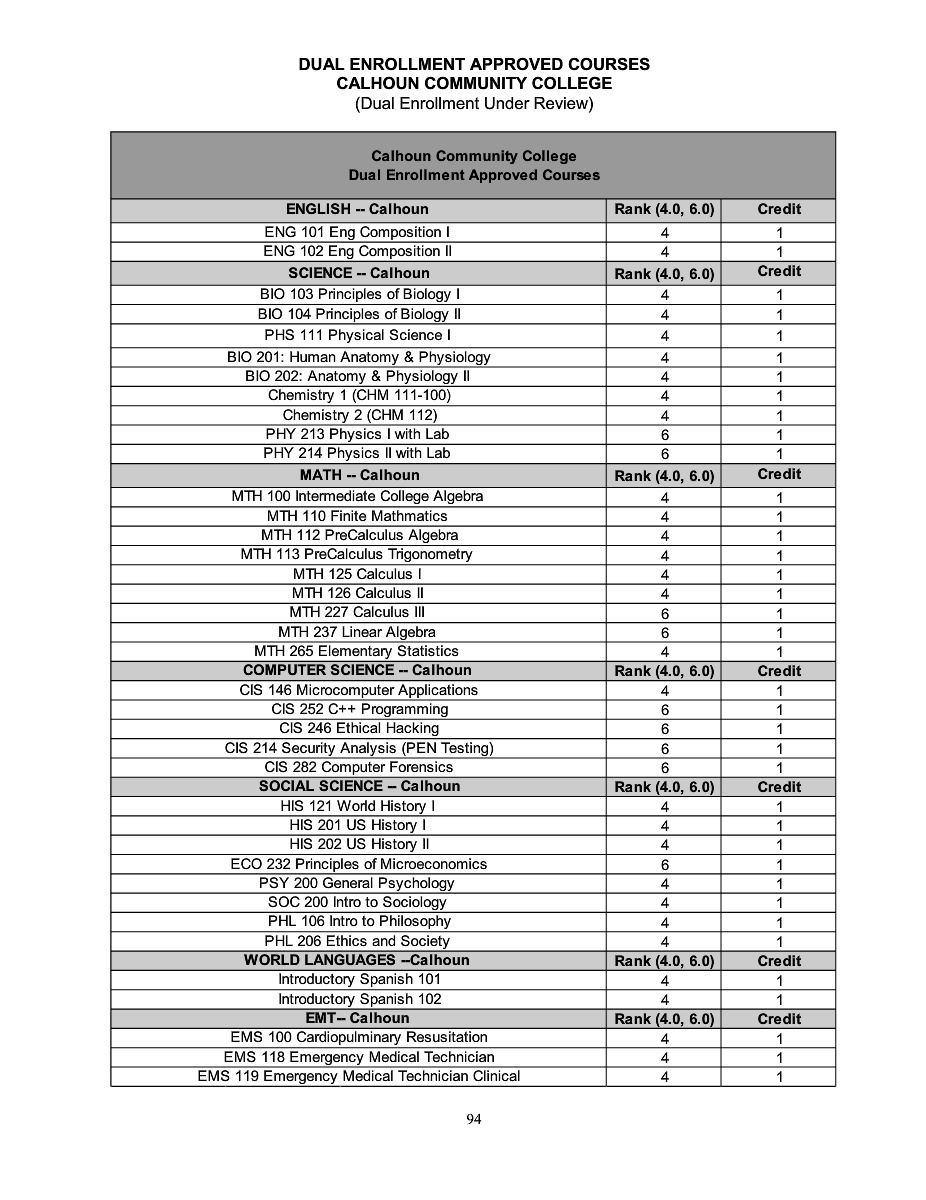 DUAL ENROLLMENT APPROVED COURSES
CALHOUN COMMUNITY COLLEGE
(Dual Enrollment Under Review)
Calhoun Community College
Dual Enrollment Approved Courses
ENGLISH -- Calhoun Rank (4.0, 6.0) Credit
ENG 101 Eng Composition I 4 1
ENG 102 Eng Composition II 4 1
SCIENCE -- Calhoun Rank (4.0, 6.0) Credit
BIO 103 Principles of Biology I 4 1
BIO 104 Principles of Biology II 4 1
PHS 111 Physical Science I 4 1
BIO 201: Human Anatomy & Physiology 4 1
BIO 202: Anatomy & Physiology II 4 1
Chemistry 1 (CHM 111-100) 4 1
Chemistry 2 (CHM 112) 4 1
PHY 213 Physics I with Lab 6 1
PHY 214 Physics II with Lab 6 1
MATH -- Calhoun Rank (4.0, 6.0) Credit
MTH 100 Intermediate College Algebra 4 1
MTH 110 Finite Mathmatics 4 1
MTH 112 PreCalculus Algebra 4 1
MTH 113 PreCalculus Trigonometry 4 1
MTH 125 Calculus I 4 1
MTH 126 Calculus II 4 1
MTH 227 Calculus III 6 1
MTH 237 Linear Algebra 6 1
MTH 265 Elementary Statistics 4 1
COMPUTER SCIENCE -- Calhoun Rank (4.0, 6.0) Credit
CIS 146 Microcomputer Applications 4 1
CIS 252 C++ Programming 6 1
CIS 246 Ethical Hacking 6 1
CIS 214 Security Analysis (PEN Testing) 6 1
CIS 282 Computer Forensics 6 1
SOCIAL SCIENCE -- Calhoun Rank (4.0, 6.0) Credit
HIS 121 World History I 4 1
HIS 201 US History I 4 1
HIS 202 US History II 4 1
ECO 232 Principles of Microeconomics 6 1
PSY 200 General Psychology 4 1
SOC 200 Intro to Sociology 4 1
PHL 106 Intro to Philosophy 4 1
PHL 206 Ethics and Society 4 1
WORLD LANGUAGES --Calhoun Rank (4.0, 6.0) Credit
Introductory Spanish 101 4 1
Introductory Spanish 102 4 1
EMT-- Calhoun Rank (4.0, 6.0) Credit
EMS 100 Cardiopulminary Resusitation 4 1
EMS 118 Emergency Medical Technician 4 1
EMS 119 Emergency Medical Technician Clinical 4 1
94